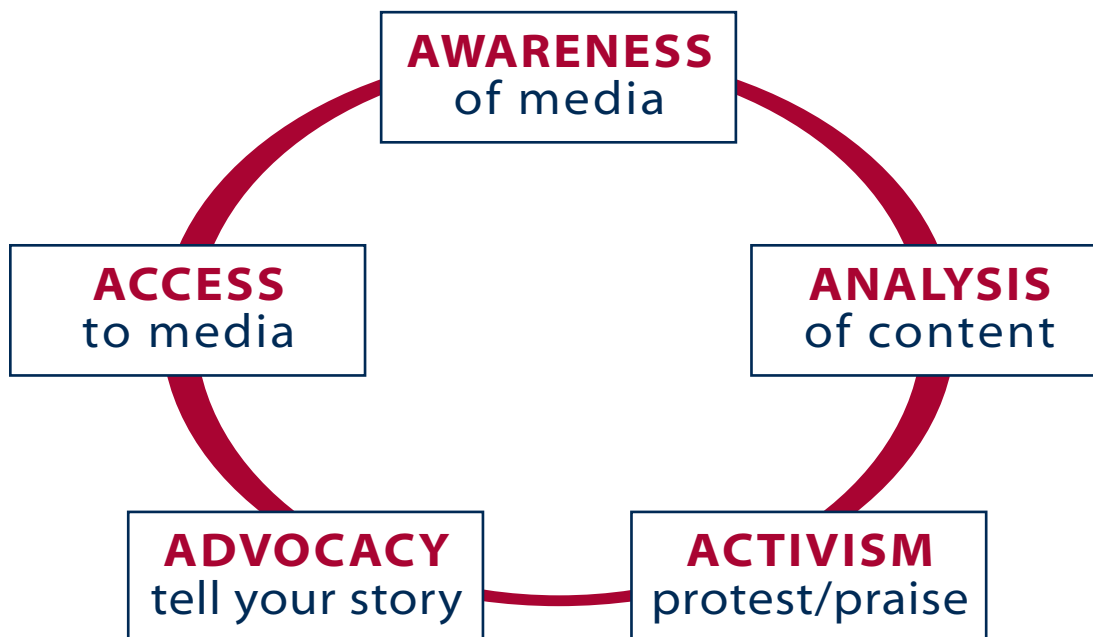 AWARENESS
of media
ACCESS
to media
ANALYSIS
of content
ADVOCACY
tell your story
ACTIVISM
protest/praise